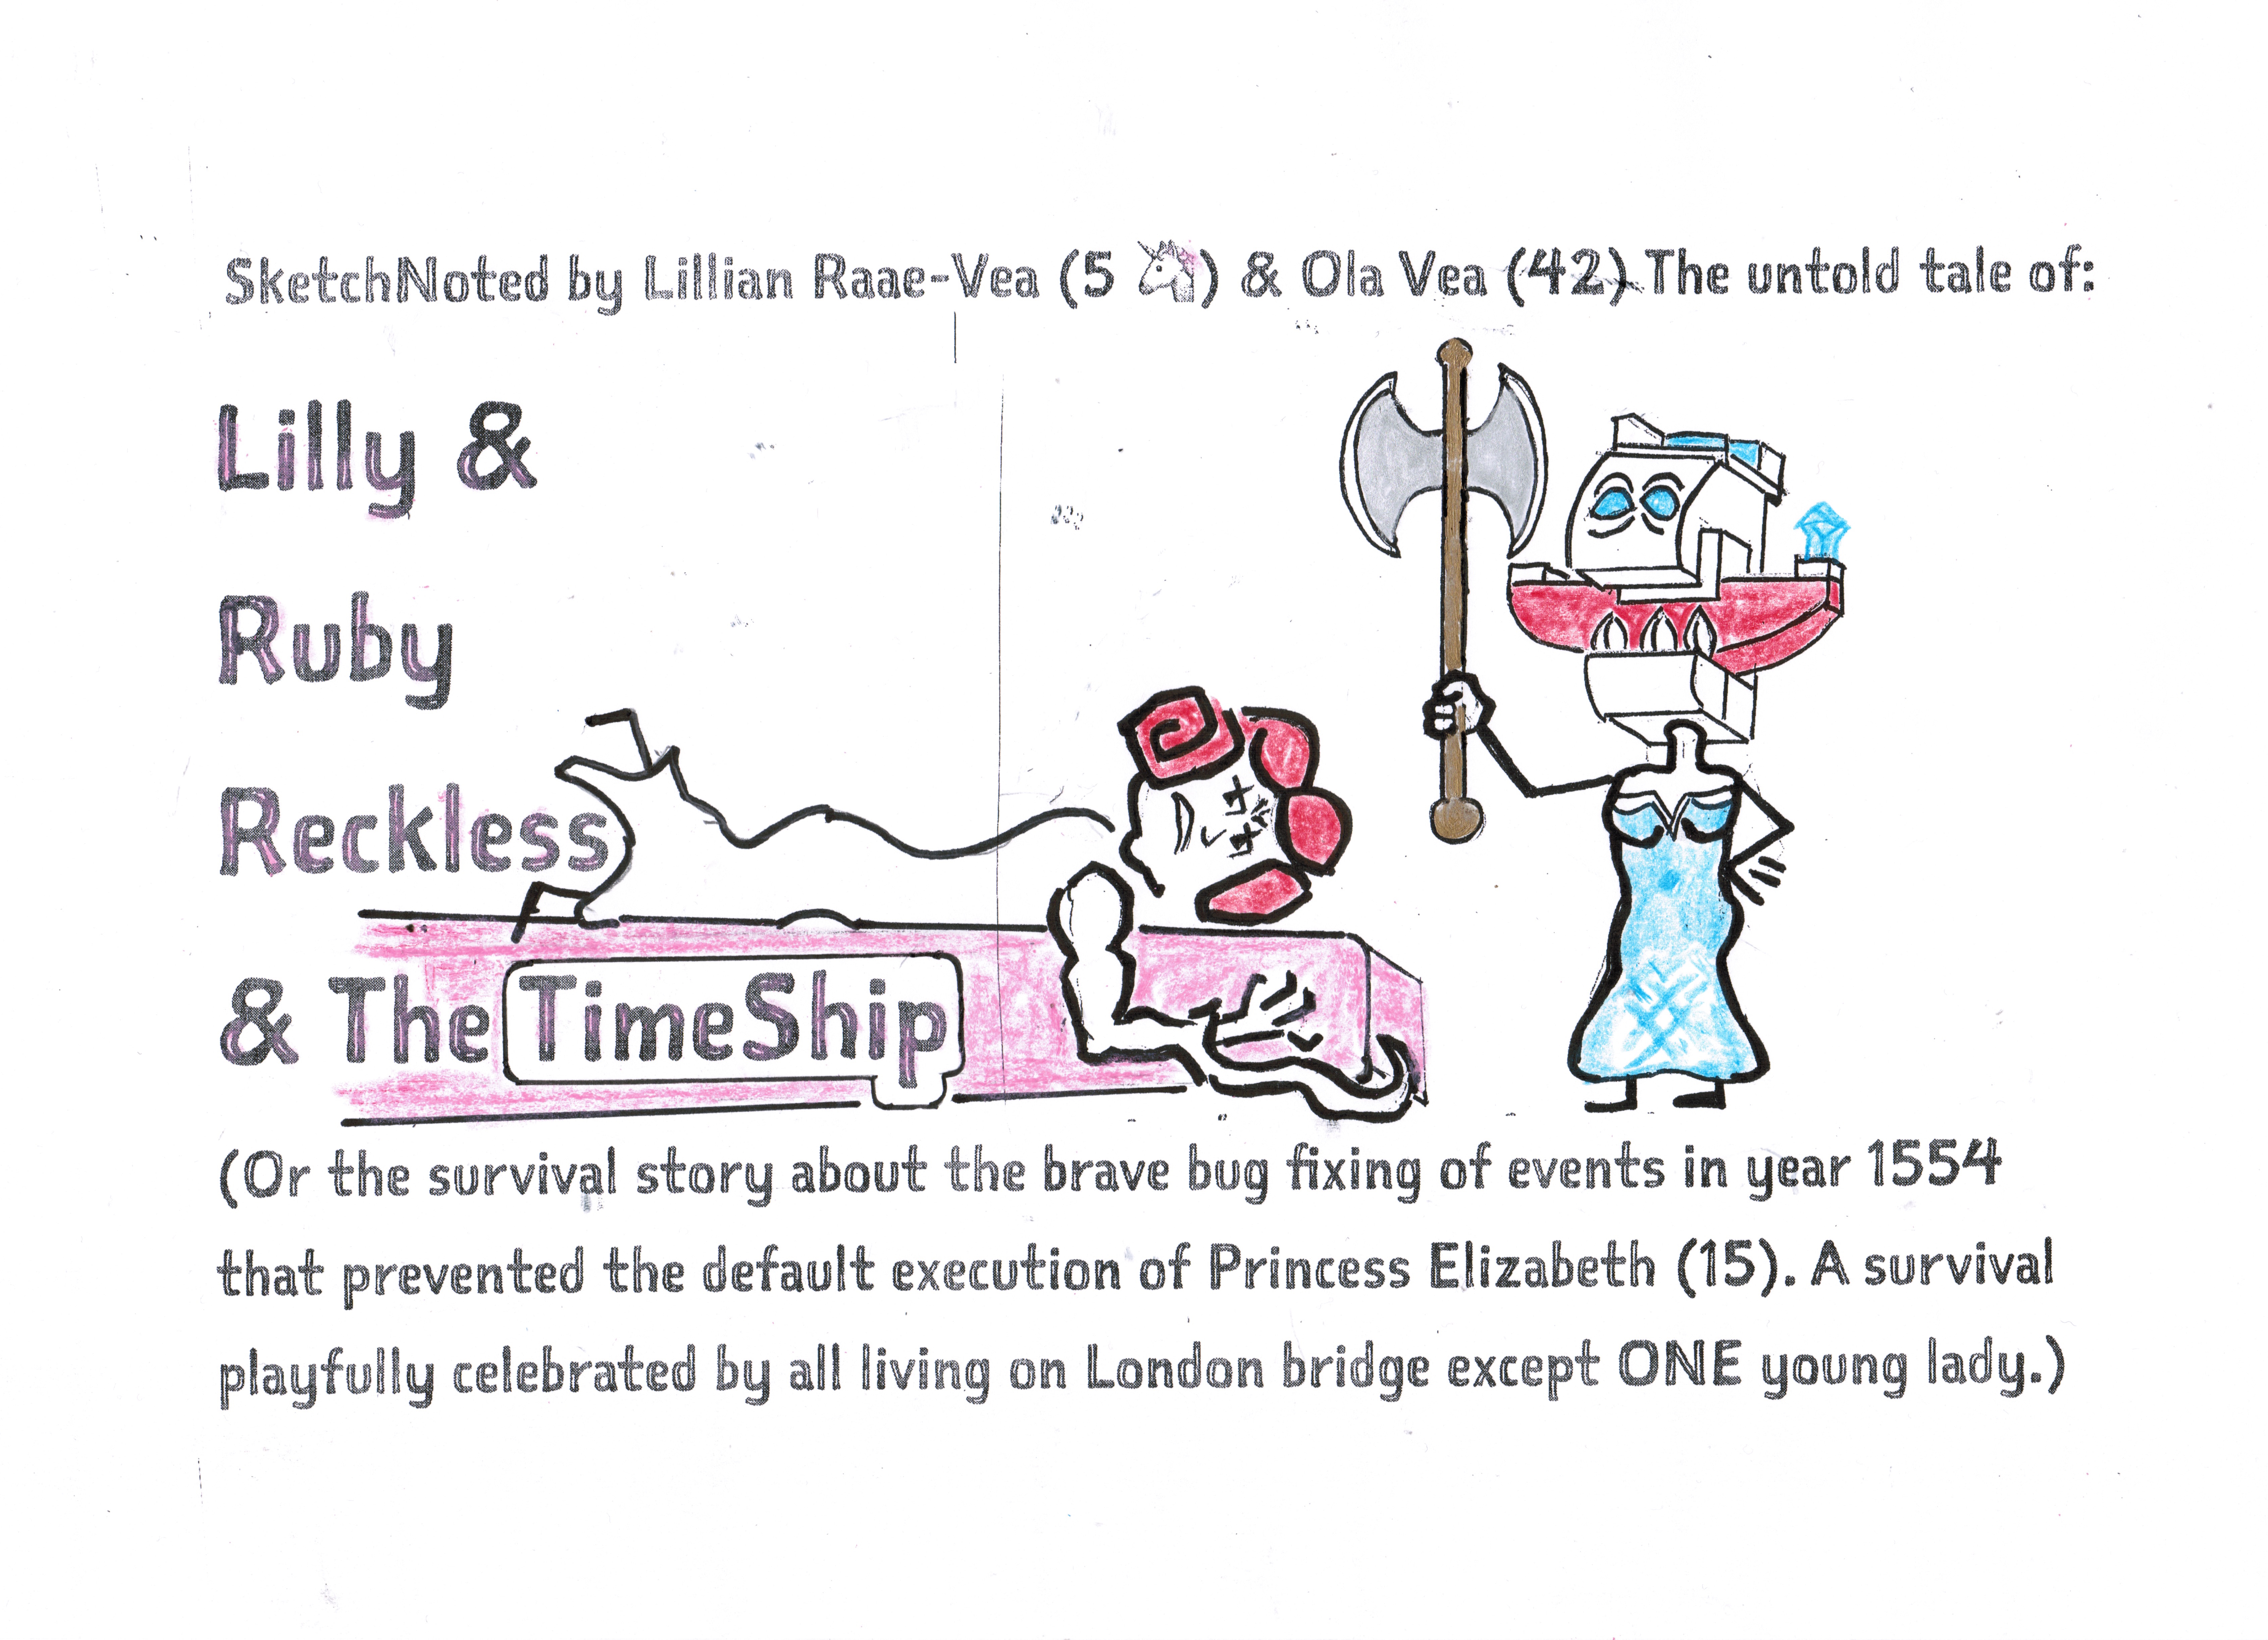 SketchNoted by Lillian Raae-Vea (5 🦄) & Ola Vea (42) The untold tale of:
Lilly &
Ruby
Reckless
& The TimeShip
(Or the survival story about the brave bug fixing of events in year 1554
that prevented the default execution of Princess Elizabeth (15). A survival
playfully celebrated by all living on London bridge except ONE young lady.)